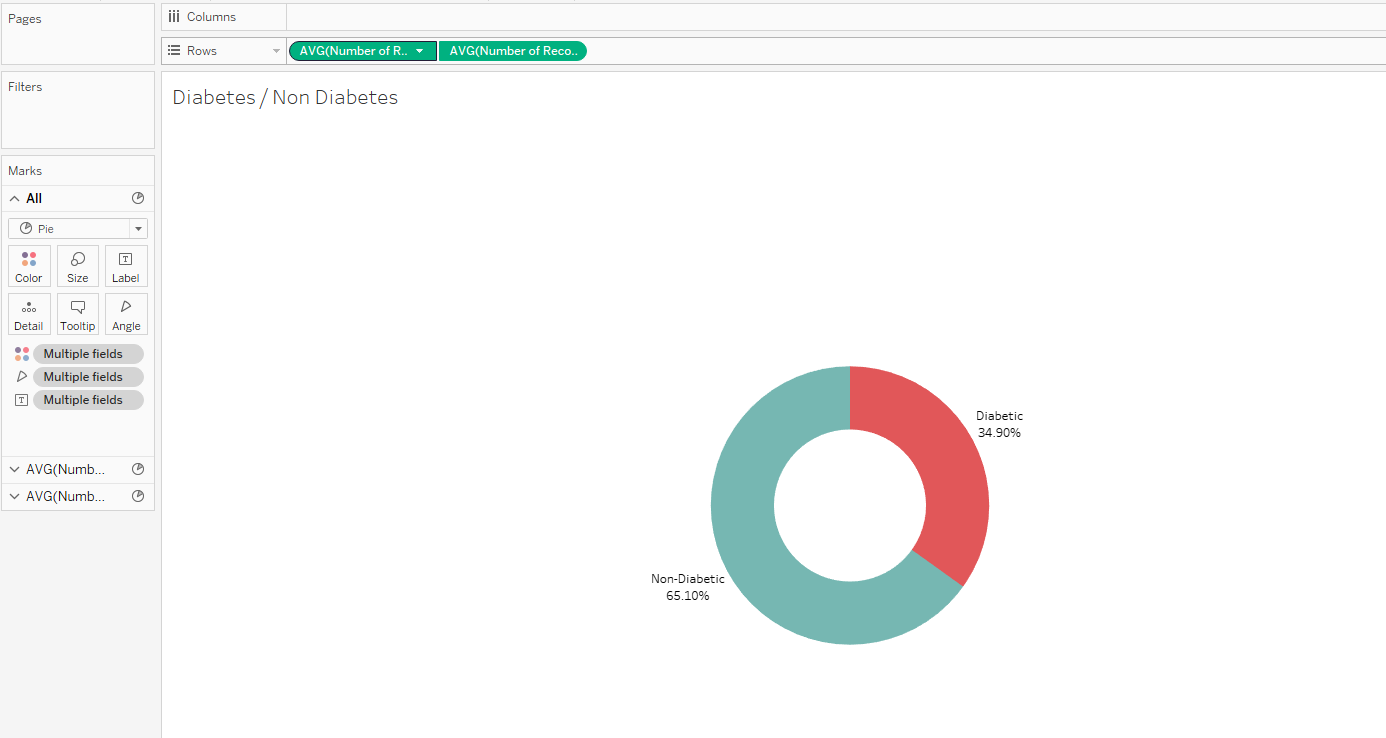 Pages
Columns
Rows
AVG(Number of R..
AVG(Number of Reco..
Filters
Diabetes / Non Diabetes
Marks
All
Pie
Color
Size
Label
Detail
Tooltip
Angle
Multiple fields
Multiple fields
Multiple fields
AVG(Numb...
AVG(Numb...
Diabetic
34.90%
Non-Diabetic
65.10%